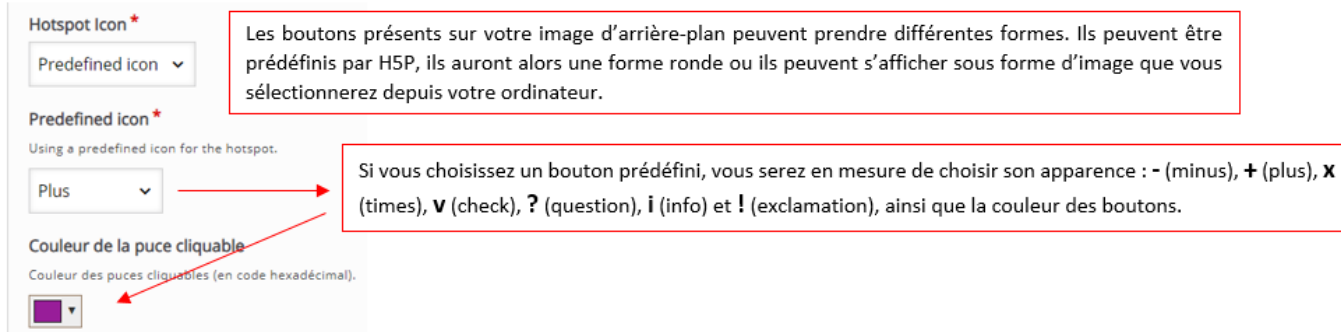 Hotspot Icon *
Predefined icon
Les boutons présents sur votre image d’arrière-plan peuvent prendre différentes formes. Ils peuvent être
prédéfinis par H5P, ils auront alors une forme ronde ou ils peuvent s’afficher sous forme d’image que vous
sélectionnerez depuis votre ordinateur.
Predefined icon *
Using a predefined icon for the hotspot.
Plus
Si vous choisissez un bouton prédéfini, vous serez en mesure de choisir son apparence : - (minus), + (plus), x
(times), v (check), ? (question), i (info) et ! (exclamation), ainsi que la couleur des boutons.
Couleur de la puce cliquable
Couleur des puces cliquables (en code hexadécimal).